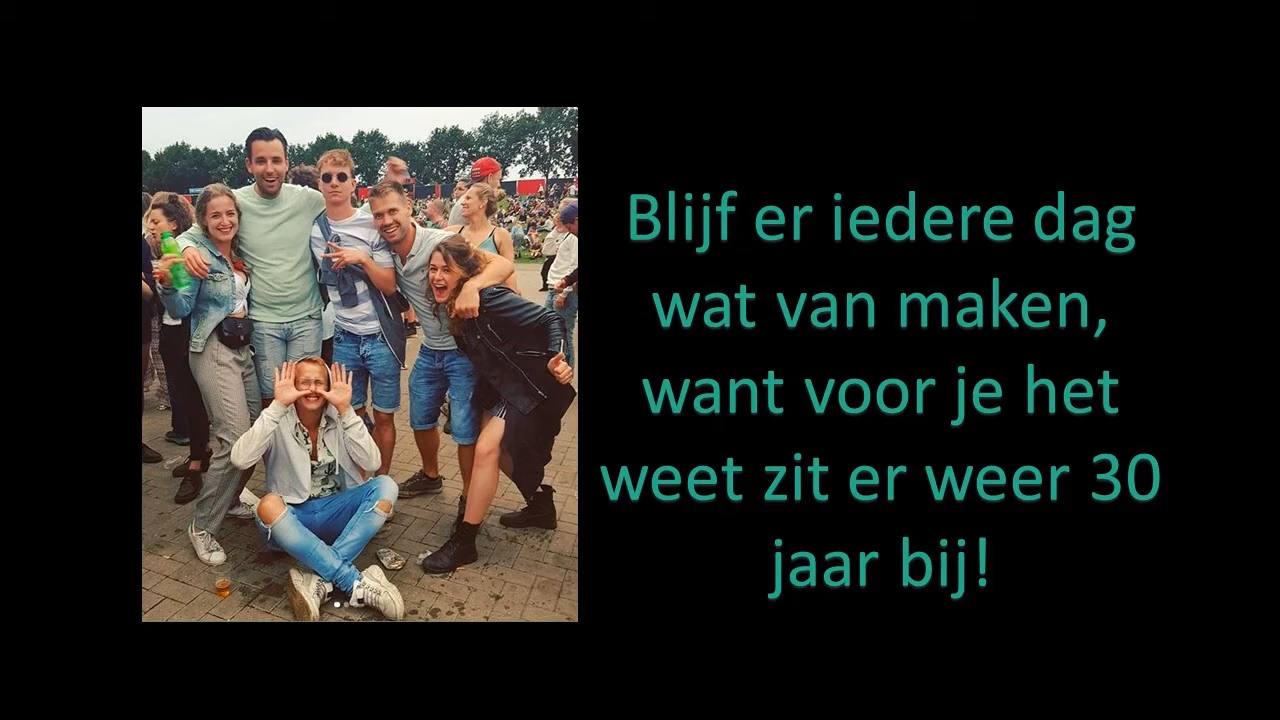 Blijf er iedere dag
wat van maken,
want voor je het
weet zit er weer 30
jaar bij!